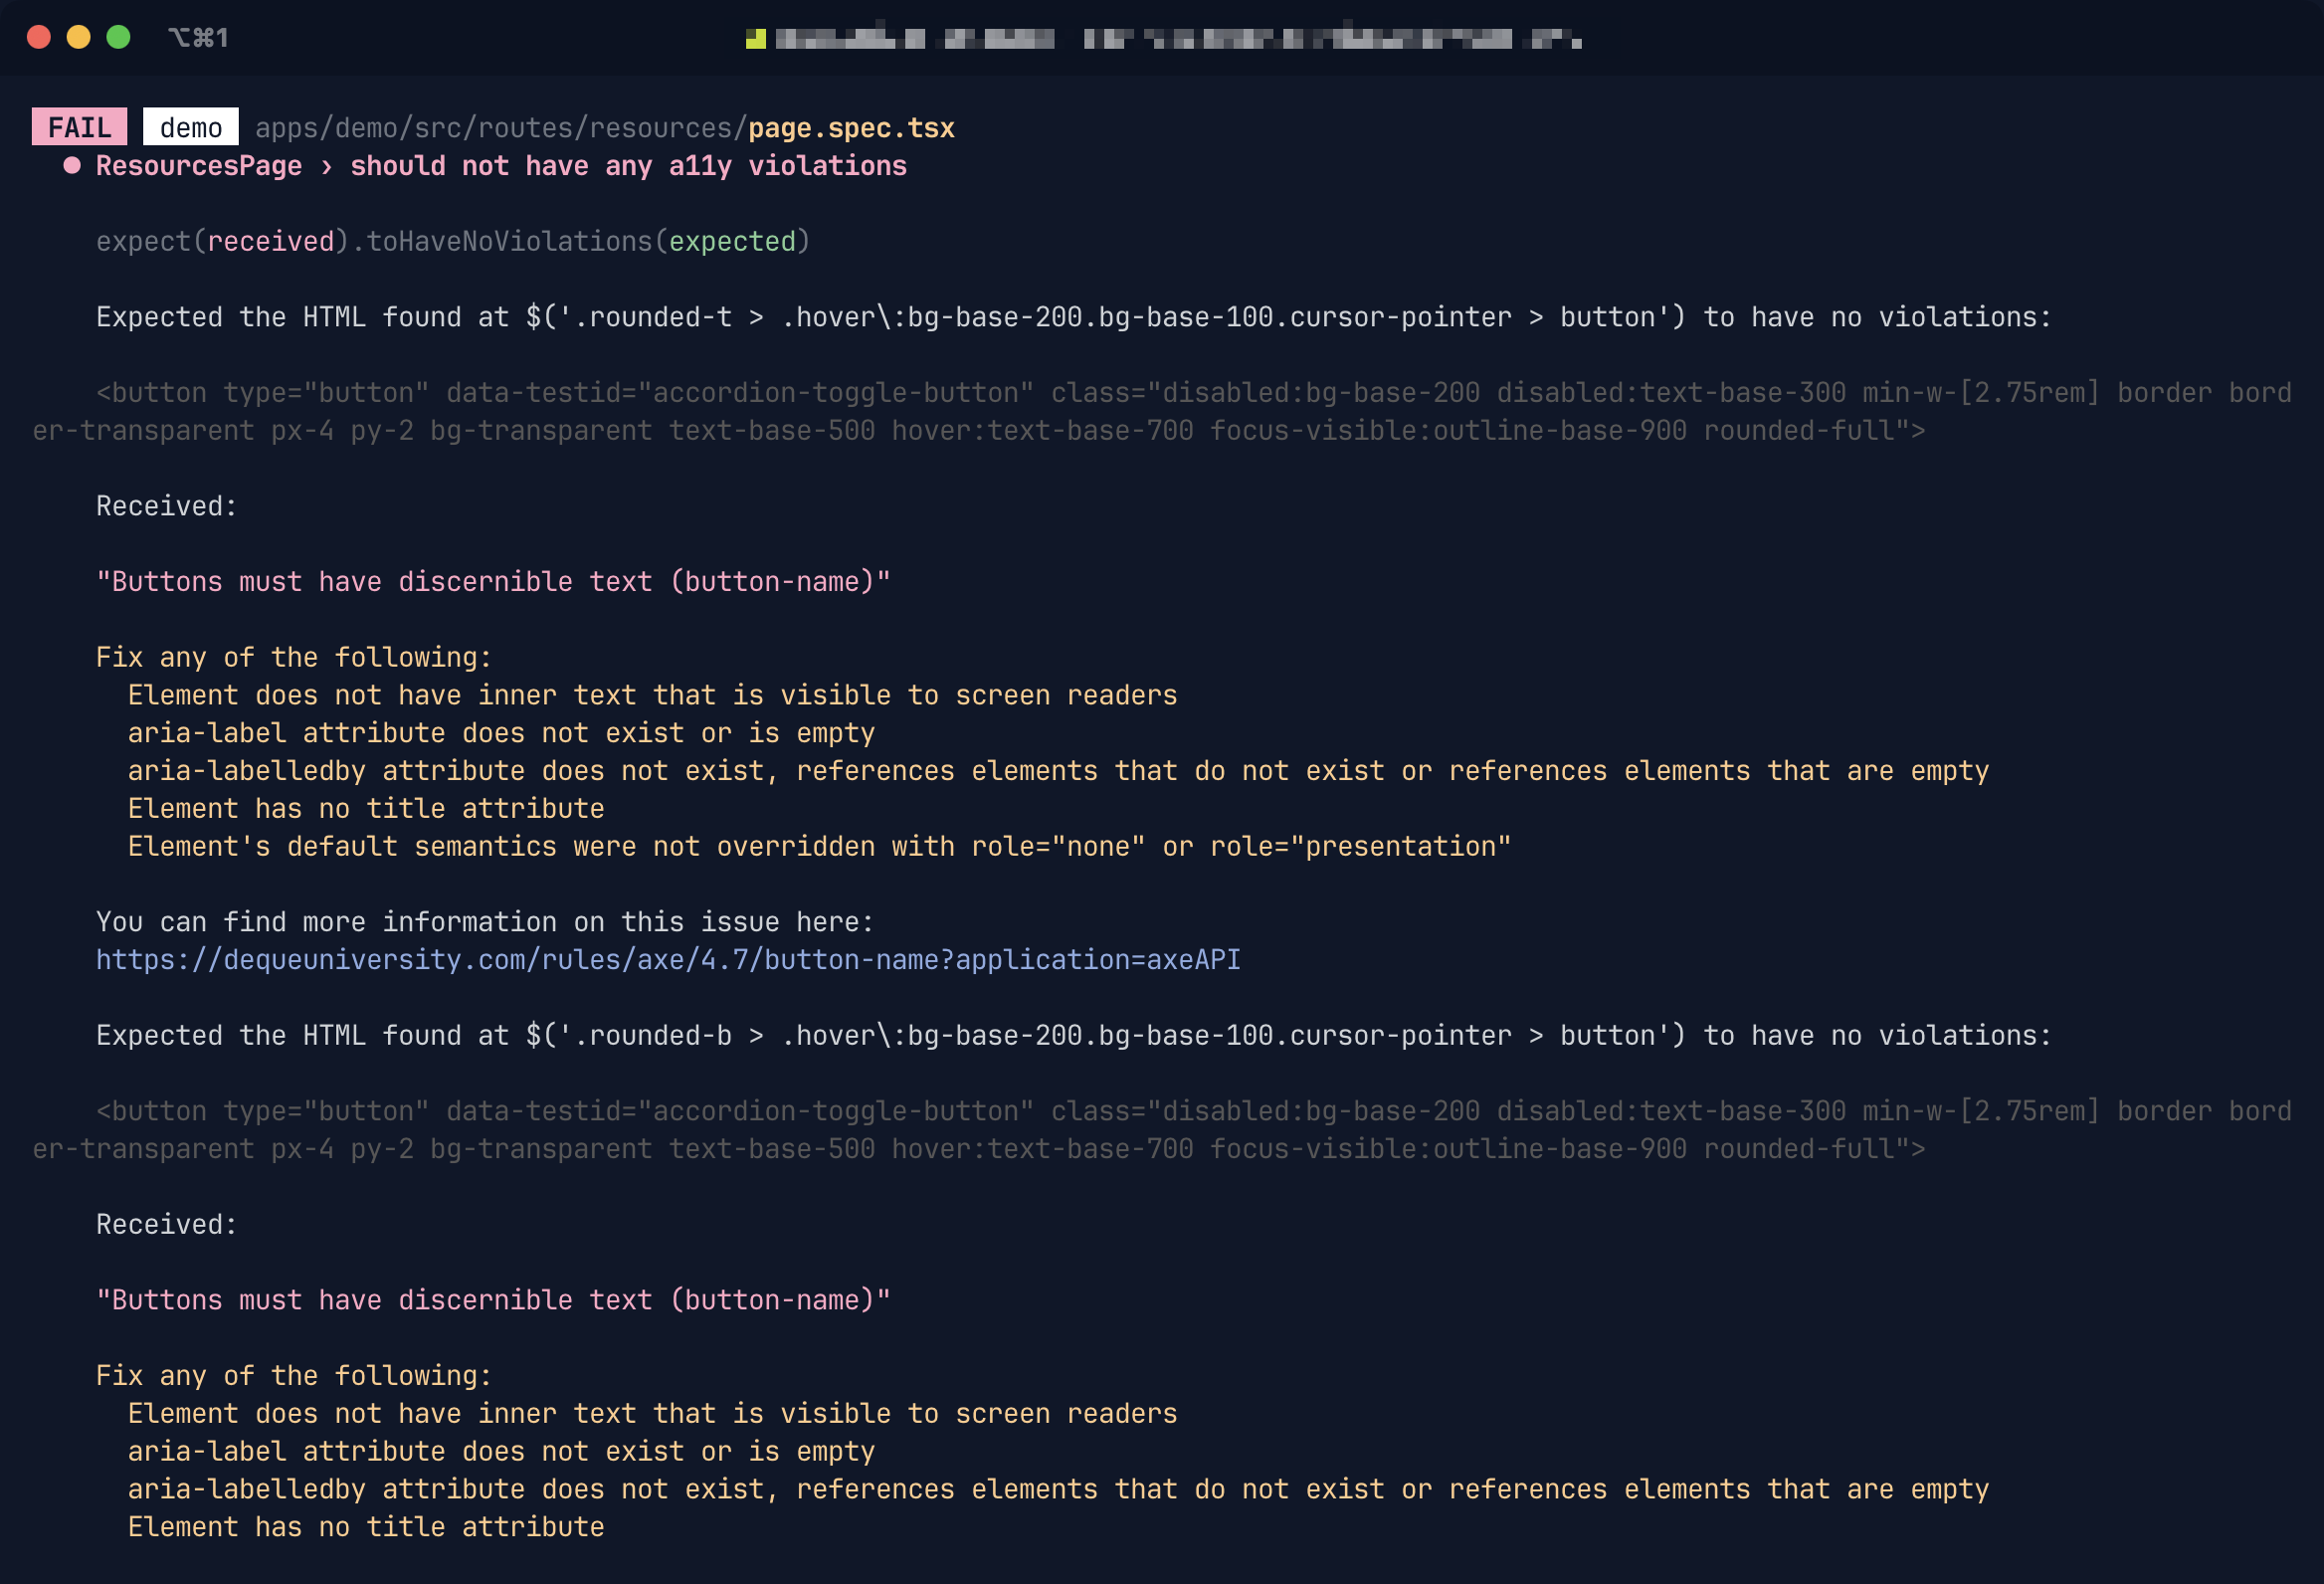 ⌥⌘1
FAIL demo apps/demo/src/routes/resources/page.spec.tsx
● ResourcesPage › should not have any a11y violations
expect(received).toHaveNoViolations(expected)
Expected the HTML found at $('.rounded-t > .hover\:bg-base-200.bg-base-100.cursor-pointer > button') to have no violations:
<button type="button" data-testid="accordion-toggle-button" class="disabled:bg-base-200 disabled:text-base-300 min-w-[2.75rem] border bord
er-transparent px-4 py-2 bg-transparent text-base-500 hover:text-base-700 focus-visible:outline-base-900 rounded-full">
Received:
"Buttons must have discernible text (button-name)"
Fix any of the following:
Element does not have inner text that is visible to screen readers
aria-label attribute does not exist or is empty
aria-labelledby attribute does not exist, references elements that do not exist or references elements that are empty
Element has no title attribute
Element's default semantics were not overridden with role="none" or role="presentation"
You can find more information on this issue here:
https://dequeuniversity.com/rules/axe/4.7/button-name?application=axeAPI
Expected the HTML found at $('.rounded-b > .hover\:bg-base-200.bg-base-100.cursor-pointer > button') to have no violations:
<button type="button" data-testid="accordion-toggle-button" class="disabled:bg-base-200 disabled:text-base-300 min-w-[2.75rem] border bord
er-transparent px-4 py-2 bg-transparent text-base-500 hover:text-base-700 focus-visible:outline-base-900 rounded-full">
Received:
"Buttons must have discernible text (button-name)"
Fix any of the following:
Element does not have inner text that is visible to screen readers
aria-label attribute does not exist or is empty
aria-labelledby attribute does not exist, references elements that do not exist or references elements that are empty
Element has no title attribute